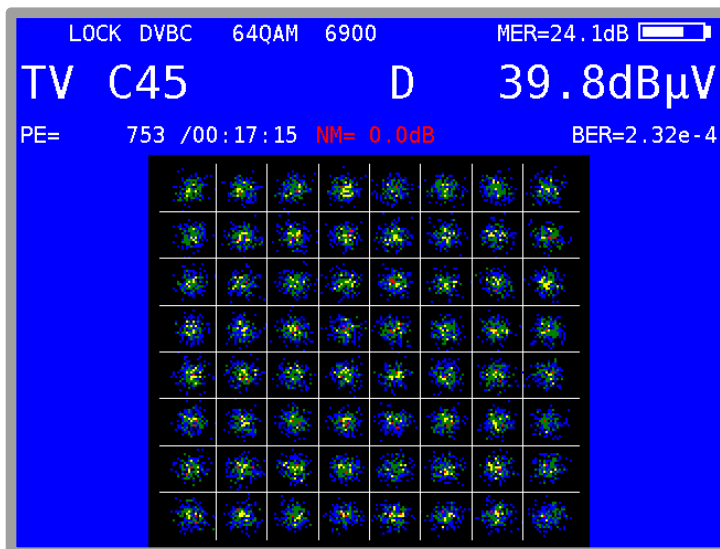 LOCK DVBC 64QAM 6900 MER=24.1dB
TV C45 D 39.8dBµV
PE= 753 /00:17:15 NM= 0.0dB BER=2.32e-4